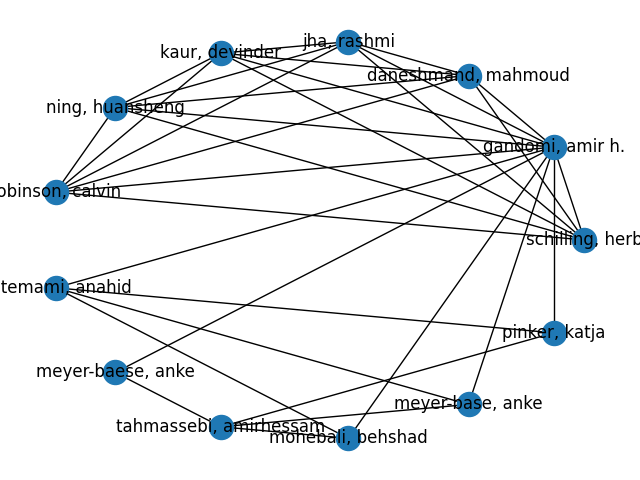 jha, rashmi
kaur, devinder
daneshmand, mahmoud
ning, huansheng
gandomi, amir h.
obinson, calvin
schilling, herb
temami, anahid
pinker, katja
meyer-baese, anke
meyer-base, anke
tahmassebi, amirhessam
mohebali, behshad